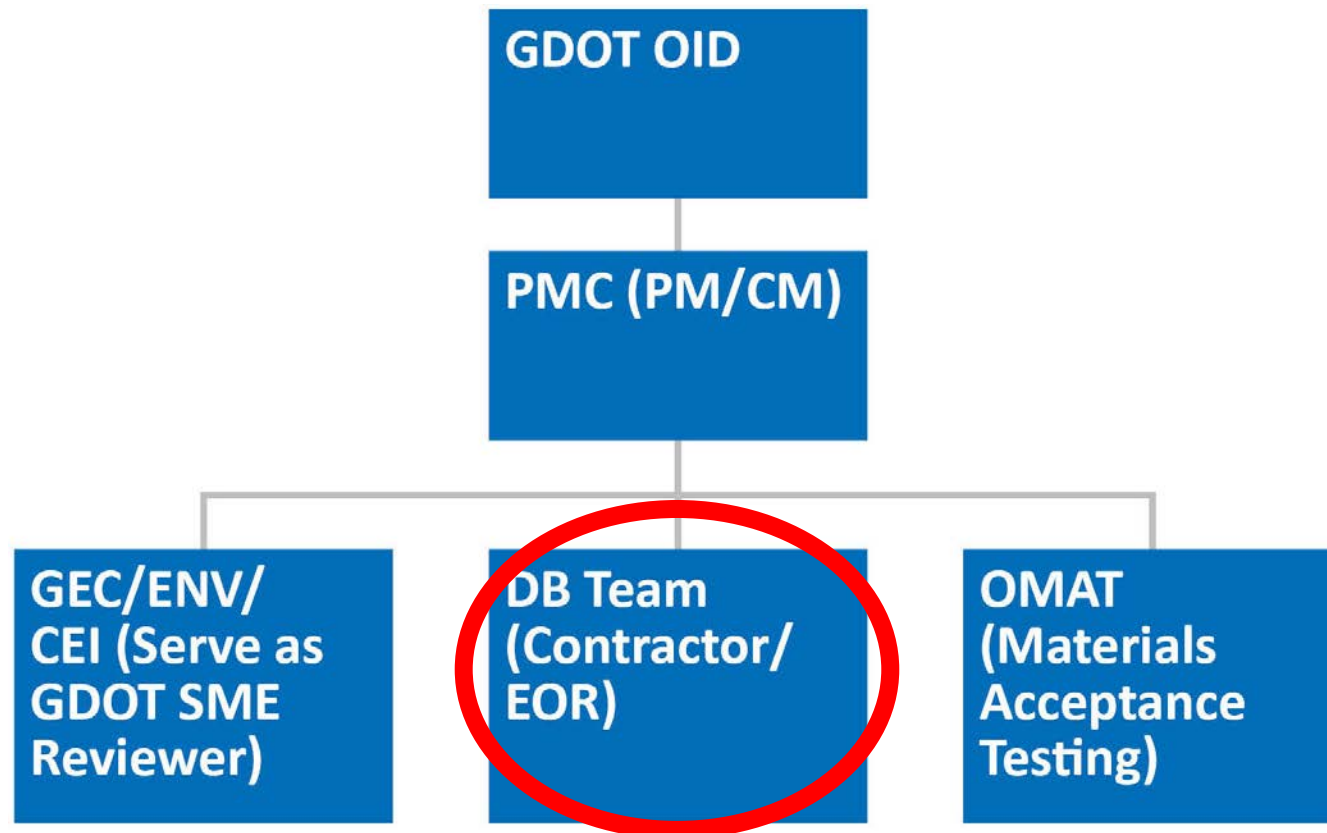 GDOT OID
PMC (PM/CM)
GEC/ENV/
CEI (Serve as
GDOT SME
Reviewer)
DB Team
(Contractor/
EOR)
OMAT
(Materials
Acceptance
Testing)